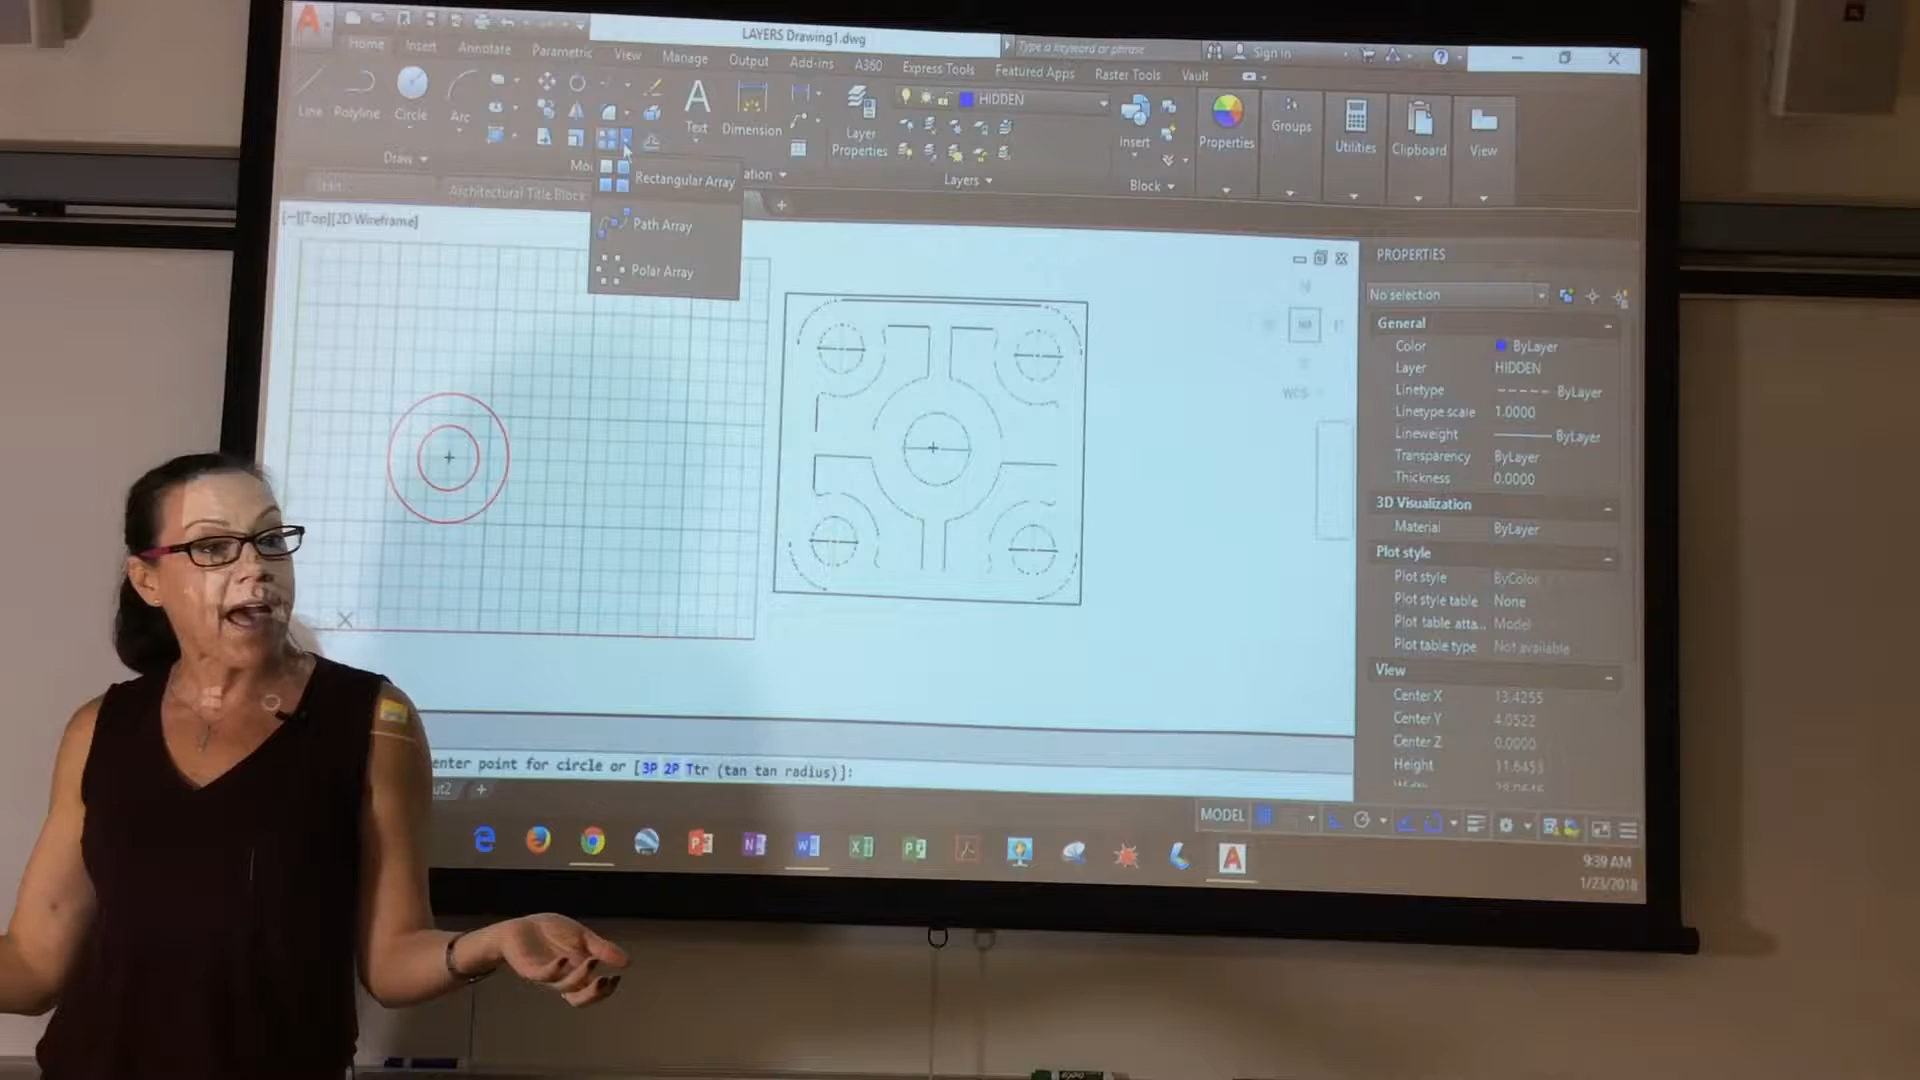 LAYERS Drawing1.dwg
Type a keyword or phrase
Sign In
Home Insert Annotate Parametric View Manage Output Add-ins A360 Express Tools Featured Apps Raster Tools Vault
HIDDEN
Line Polyline Circle Arc
Text Dimension
Layer Properties
Insert
Properties
Groups
Utilities
Clipboard
View
Draw
Layers
Block
Rectangular Array
Path Array
Polar Array
Architectural Title Block
[−][Top][2D Wireframe]
WCS
X
PROPERTIES
No selection
General
Color ByLayer
Layer HIDDEN
Linetype ByLayer
Linetype scale 1.0000
Lineweight ByLayer
Transparency ByLayer
Thickness 0.0000
3D Visualization
Material ByLayer
Plot style
Plot style ByColor
Plot style table None
Plot table atta... Model
Plot table type Not available
View
Center X 13.4255
Center Y 4.0522
Center Z 0.0000
Height 11.6453
enter point for circle or [3P 2P Ttr (tan tan radius)]:
ut2 +
MODEL
9:39 AM
1/23/2018